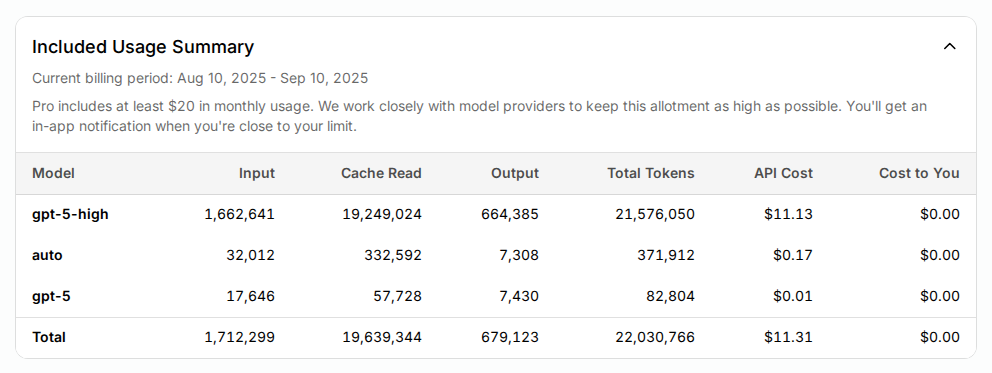 Included Usage Summary
Current billing period: Aug 10, 2025 - Sep 10, 2025
Pro includes at least $20 in monthly usage. We work closely with model providers to keep this allotment as high as possible. You'll get an
in-app notification when you're close to your limit.
Model Input Cache Read Output Total Tokens API Cost Cost to You
gpt-5-high 1,662,641 19,249,024 664,385 21,576,050 $11.13 $0.00
auto 32,012 332,592 7,308 371,912 $0.17 $0.00
gpt-5 17,646 57,728 7,430 82,804 $0.01 $0.00
Total 1,712,299 19,639,344 679,123 22,030,766 $11.31 $0.00